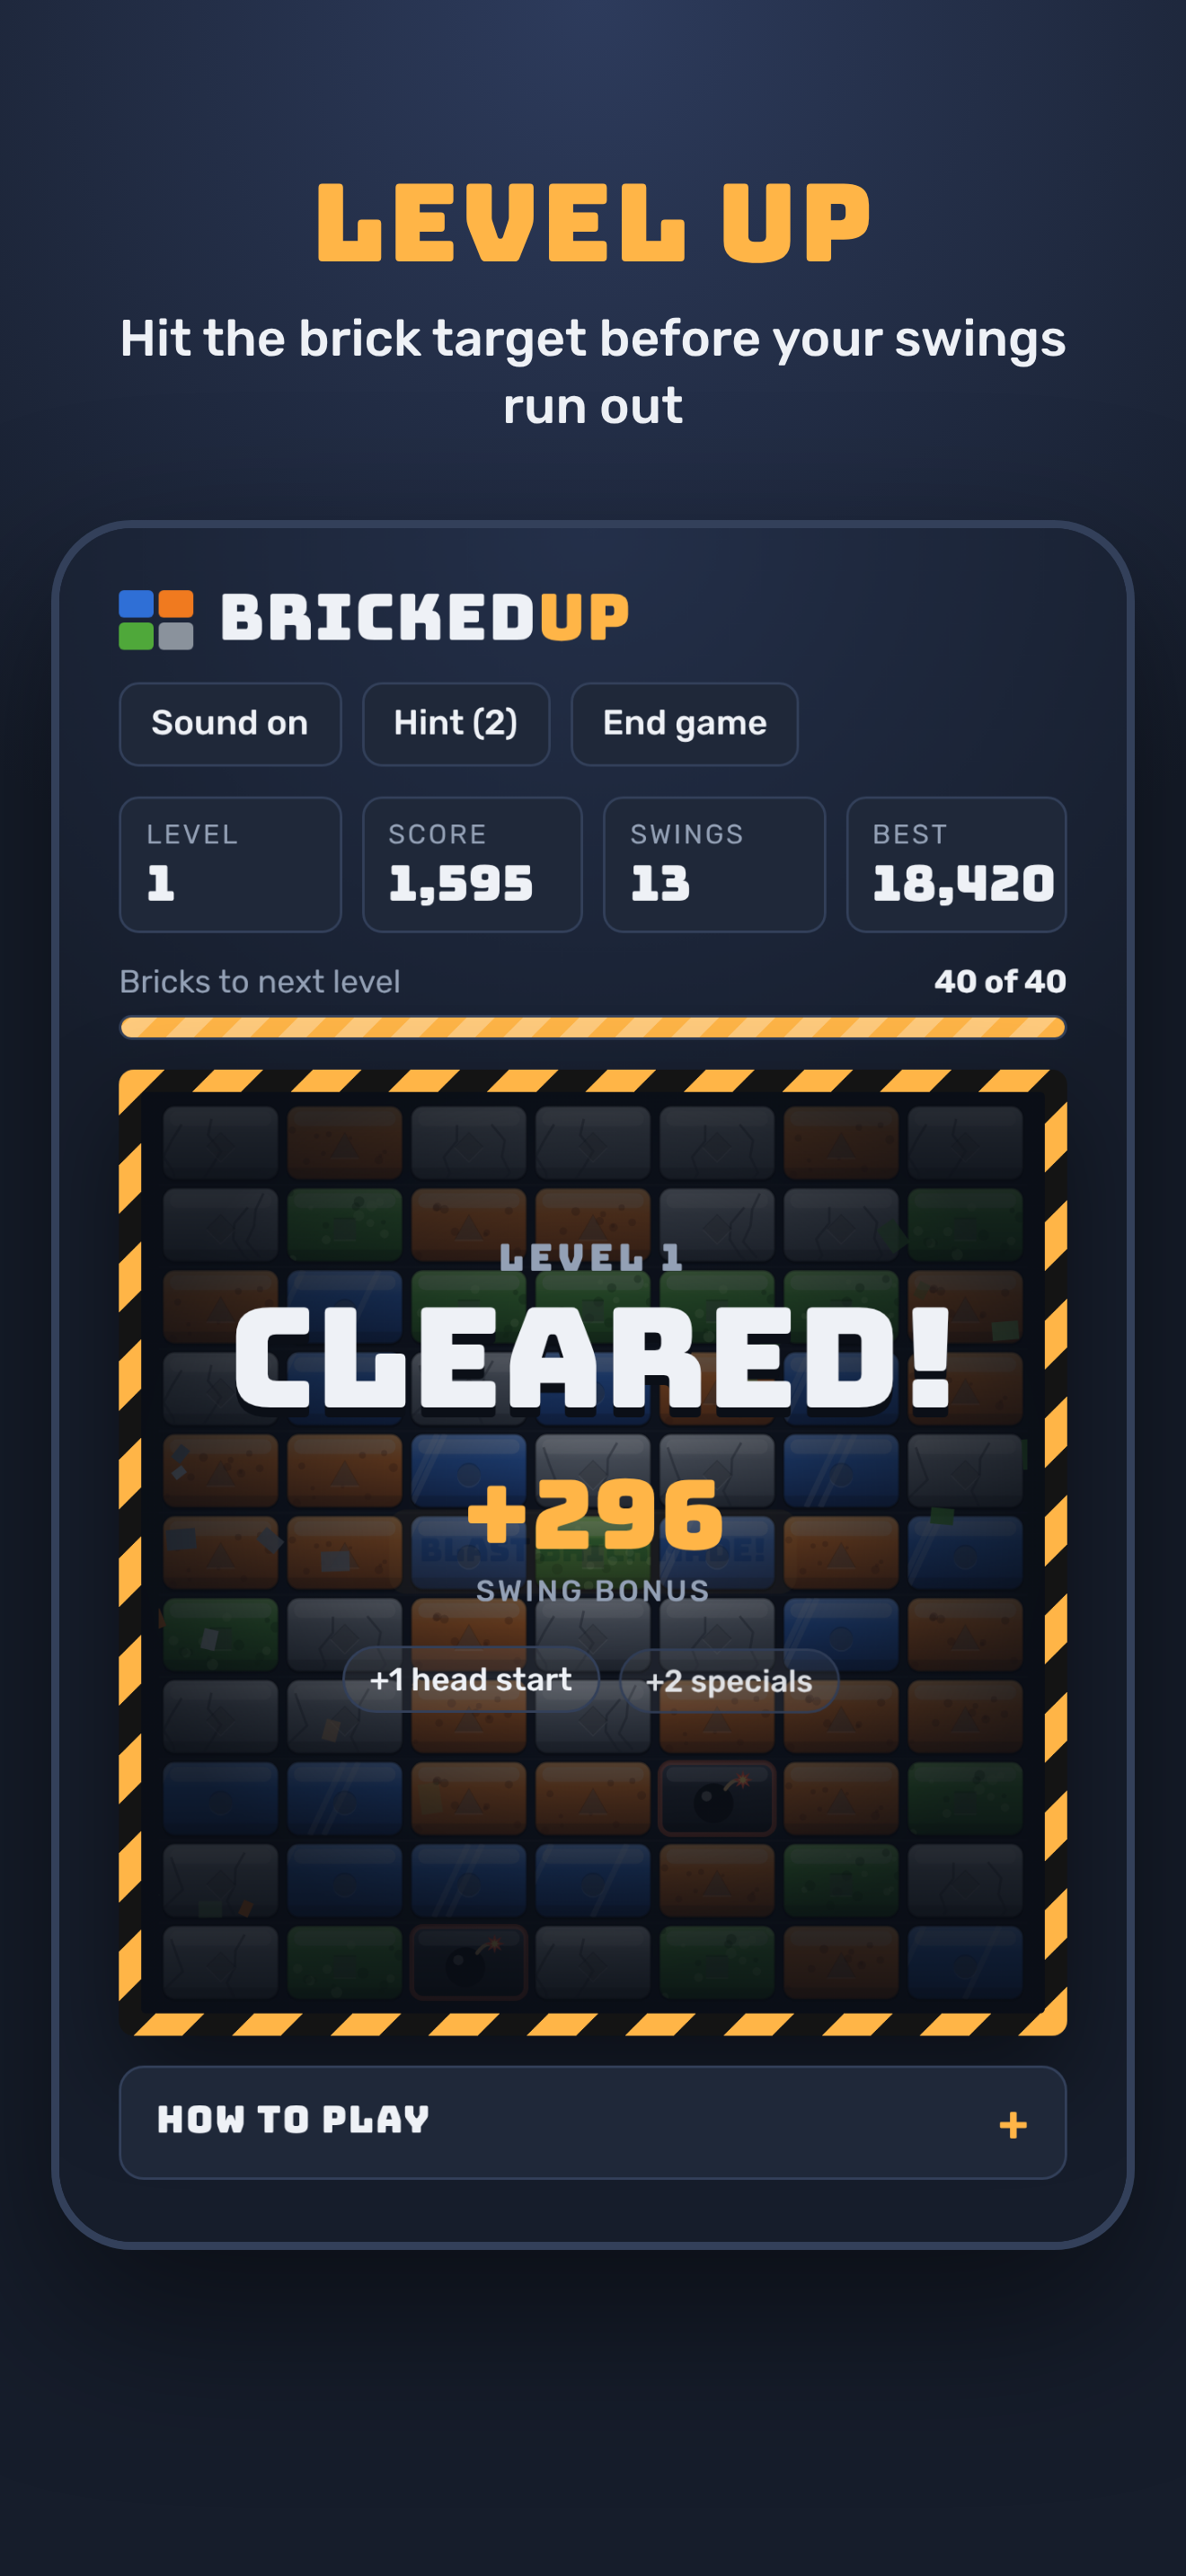 LEVEL UP
Hit the brick target before your swings
run out
BRICKEDUP
Sound on
Hint (2)
End game
LEVEL
1
SCORE
1,595
SWINGS
13
BEST
18,420
Bricks to next level
40 of 40
LEVEL 1
CLEARED!
+296
SWING BONUS
+1 head start
+2 specials
HOW TO PLAY
+